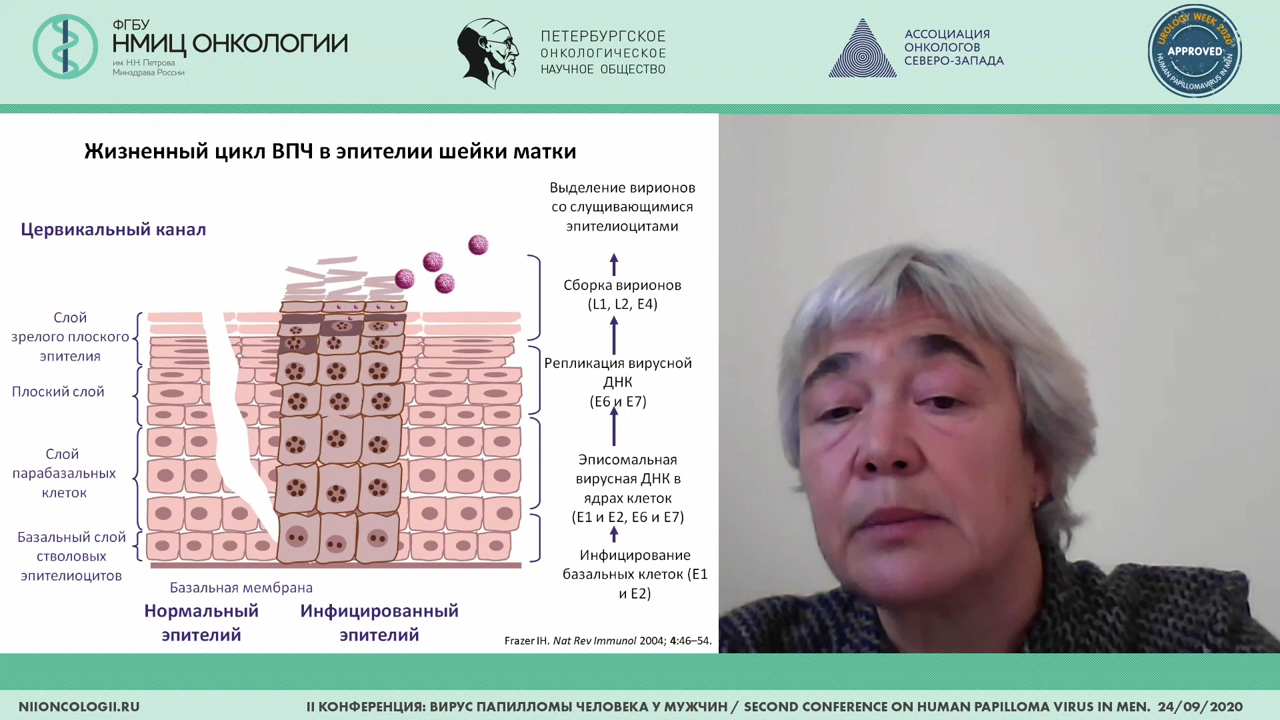 ФГБУ
НМИЦ ОНКОЛОГИИ
им. Н.Н. Петрова
Минздрава России
ПЕТЕРБУРГСКОЕ
ОНКОЛОГИЧЕСКОЕ
НАУЧНОЕ ОБЩЕСТВО
АССОЦИАЦИЯ
ОНКОЛОГОВ
СЕВЕРО-ЗАПАДА
UROLOGY WEEK 2020
APPROVED
HUMAN PAPILLOMAVIRUS IN MEN
Жизненный цикл ВПЧ в эпителии шейки матки
Цервикальный канал
Слой
зрелого плоского
эпителия
Плоский слой
Слой
парабазальных
клеток
Базальный слой
стволовых
эпителиоцитов
Базальная мембрана
Нормальный
эпителий
Инфицированный
эпителий
Выделение вирионов
со слущивающимися
эпителиоцитами
Сборка вирионов
(L1, L2, E4)
Репликация вирусной
ДНК
(E6 и E7)
Эписомальная
вирусная ДНК в
ядрах клеток
(E1 и E2, E6 и E7)
Инфицирование
базальных клеток (E1
и E2)
Frazer IH. Nat Rev Immunol 2004; 4:46–54.
NIIONCOLOGII.RU
II КОНФЕРЕНЦИЯ: ВИРУС ПАПИЛЛОМЫ ЧЕЛОВЕКА У МУЖЧИН / SECOND CONFERENCE ON HUMAN PAPILLOMA VIRUS IN MEN. 24/09/2020